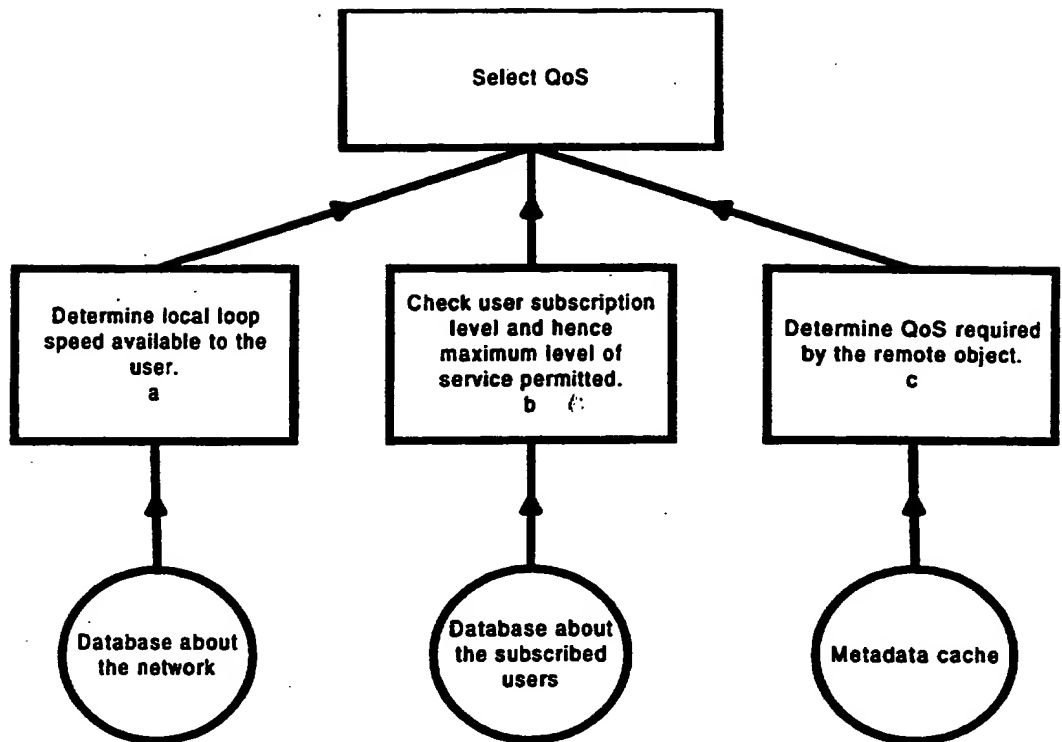 Select QoS
Determine local loop
speed available to the
user.
a
Check user subscription
level and hence
maximum level of
service permitted.
b
Determine QoS required
by the remote object.
c
Database about
the network
Database about
the subscribed
users
Metadata cache